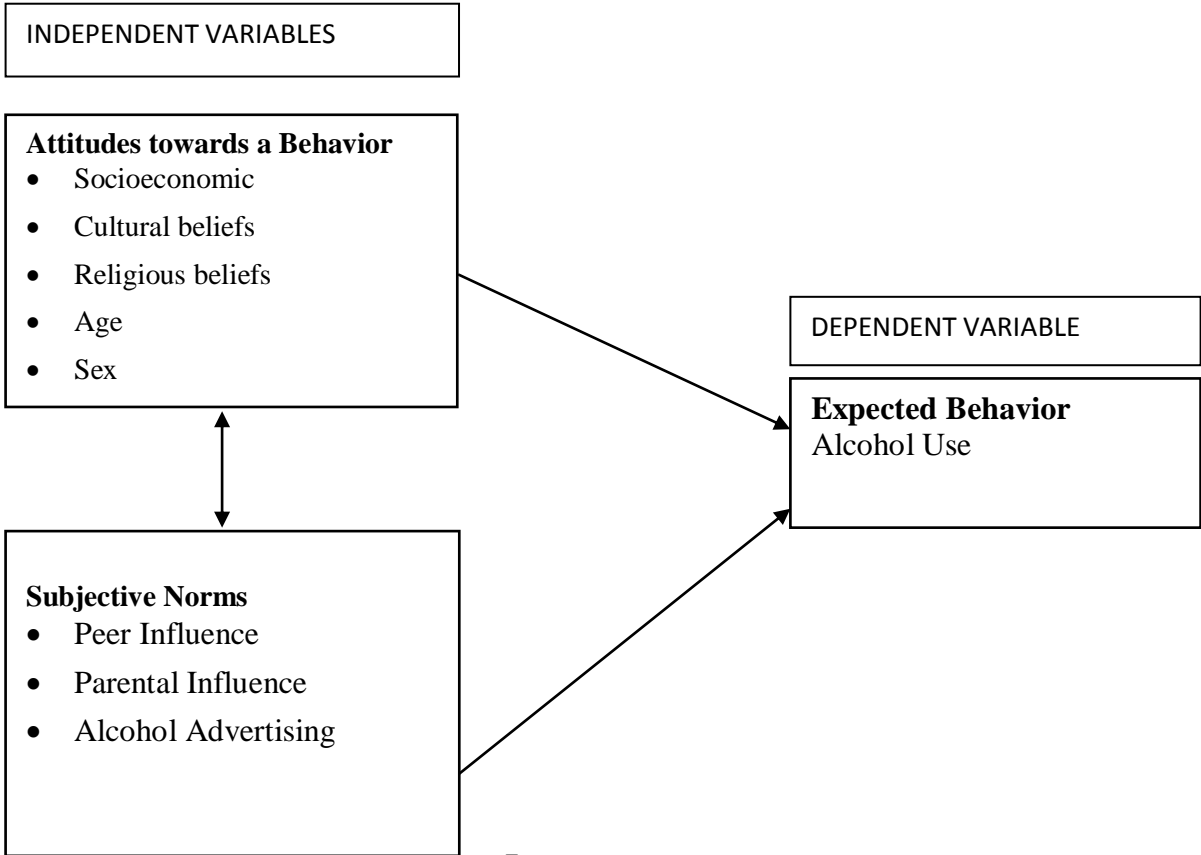 INDEPENDENT VARIABLES
Attitudes towards a Behavior
• Socioeconomic
• Cultural beliefs
• Religious beliefs
• Age
• Sex
DEPENDENT VARIABLE
Expected Behavior
Alcohol Use
Subjective Norms
• Peer Influence
• Parental Influence
• Alcohol Advertising